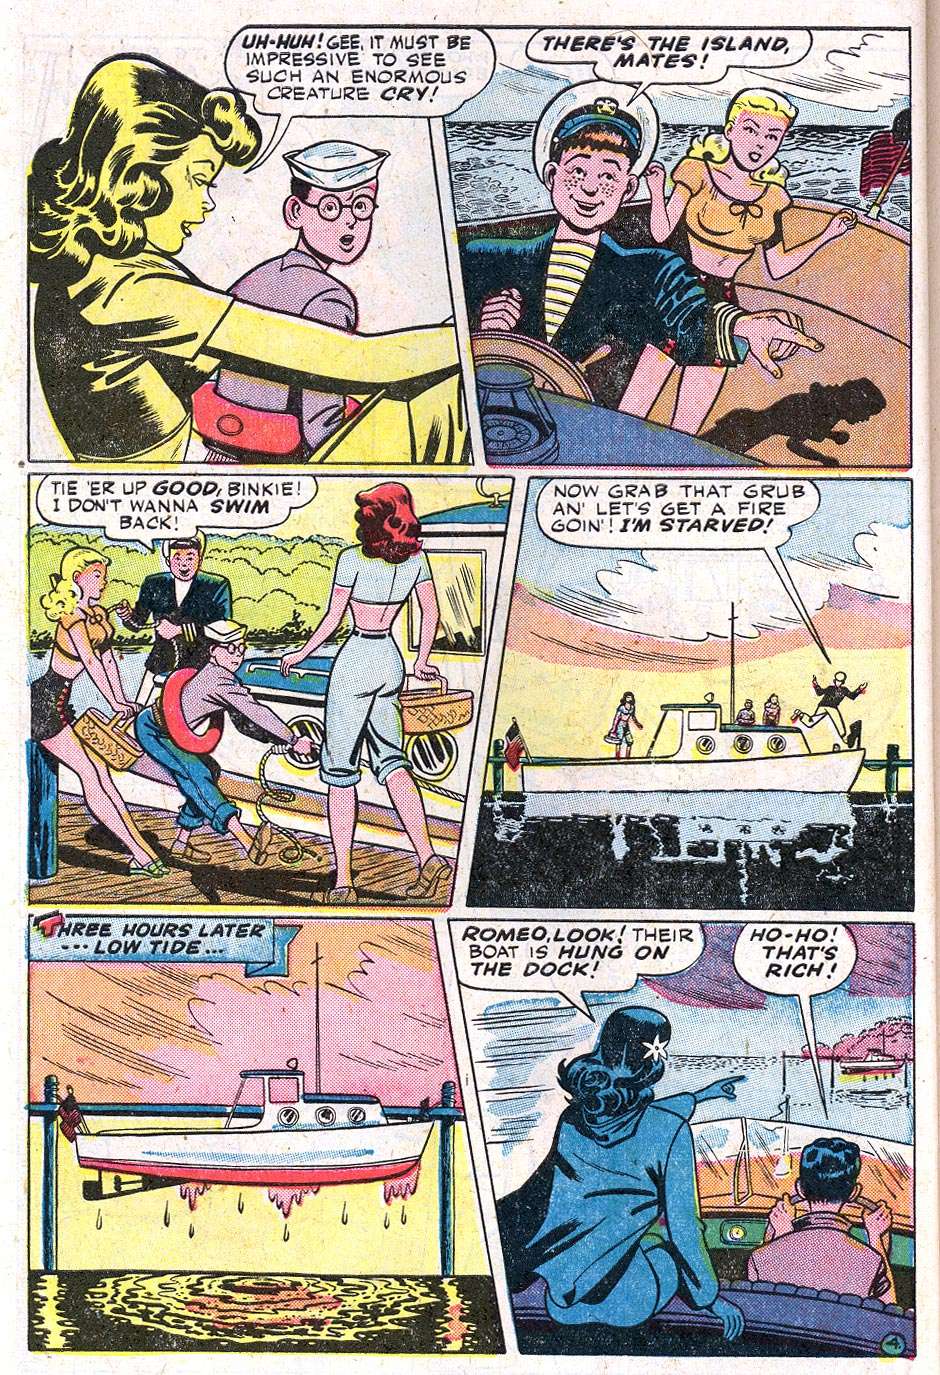 UH-HUH! GEE, IT MUST BE
IMPRESSIVE TO SEE
SUCH AN ENORMOUS
CREATURE CRY!
THERE'S THE ISLAND,
MATES!
TIE 'ER UP GOOD, BINKIE!
I DON'T WANNA SWIM
BACK!
NOW GRAB THAT GRUB
AN' LET'S GET A FIRE
GOIN'! I'M STARVED!
THREE HOURS LATER
... LOW TIDE...
ROMEO, LOOK! THEIR
BOAT IS HUNG ON
THE DOCK!
HO-HO!
THAT'S
RICH!
4